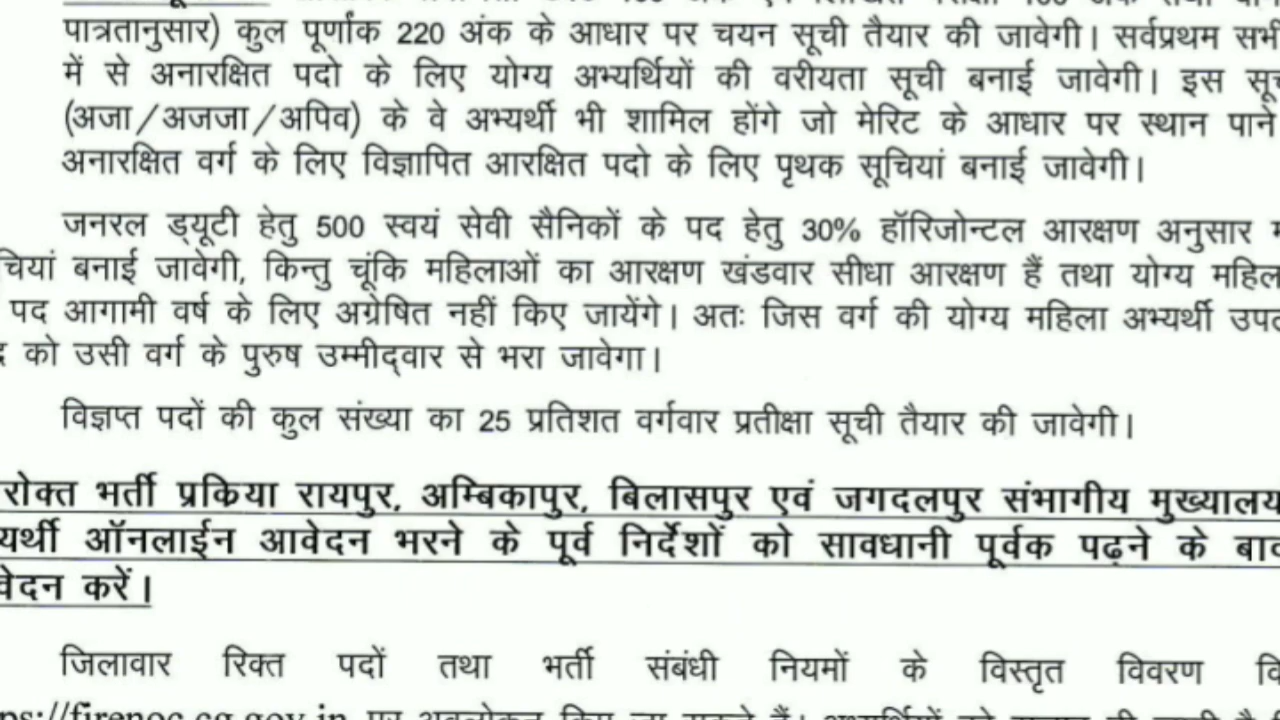 पात्रतानुसार) कुल पूर्णांक 220 अंक के आधार पर चयन सूची तैयार की जावेगी। सर्वप्रथम सभी
में से अनारक्षित पदो के लिए योग्य अभ्यर्थियों की वरीयता सूची बनाई जावेगी। इस
(अजा/अजजा/अपिव) के वे अभ्यर्थी भी शामिल होंगे जो मेरिट के आधार पर स्थान पाने
अनारक्षित वर्ग के लिए विज्ञापित आरक्षित पदो के लिए पृथक सूचियां बनाई जावेगी।
जनरल ड्यूटी हेतु 500 स्वयं सेवी सैनिकों के पद हेतु 30% हॉरिजोन्टल आरक्षण अनुसार
चियां बनाई जावेगी, किन्तु चूंकि महिलाओं का आरक्षण खंडवार सीधा आरक्षण हैं तथा योग्य
पद आगामी वर्ष के लिए अग्रेषित नहीं किए जायेंगे। अतः जिस वर्ग की योग्य महिला अभ्यर्थी
को उसी वर्ग के पुरुष उम्मीद्वार से भरा जावेगा।
विज्ञप्त पदों की कुल संख्या का 25 प्रतिशत वर्गवार प्रतीक्षा सूची तैयार की जावेगी।
रोक्त भर्ती प्रक्रिया रायपुर, अम्बिकापुर, बिलासपुर एवं जगदलपुर संभागीय मुख्यालय
यर्थी ऑनलाईन आवेदन भरने के पूर्व निर्देशों को सावधानी पूर्वक पढ़ने के
वेदन करें।
जिलावार रिक्त पदों तथा भर्ती संबंधी नियमों के विस्तृत विवरण